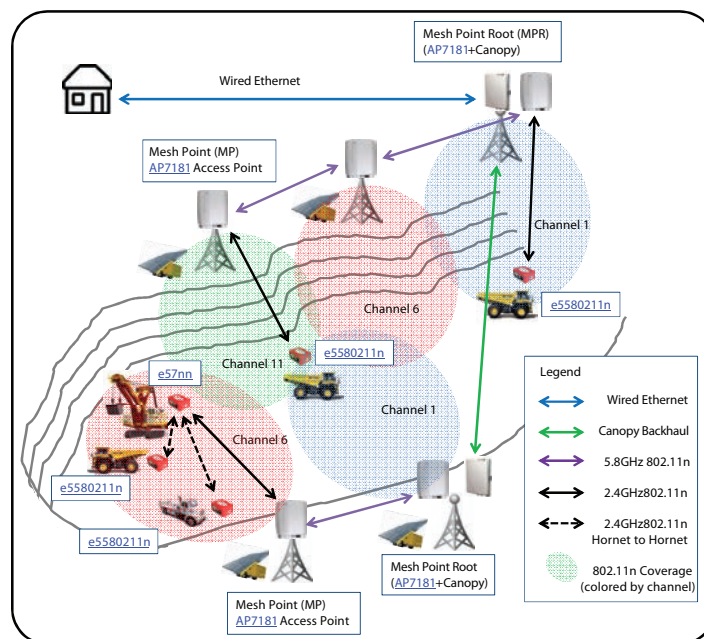 Mesh Point Root (MPR)
(AP7181+Canopy)
Wired Ethernet
Mesh Point (MP)
AP7181 Access Point
Channel 1
e5580211n
Channel 6
e5580211n
Channel 11
e57nn
Channel 1
Channel 6
e5580211n
e5580211n
Mesh Point Root
(AP7181+Canopy)
Mesh Point (MP)
AP7181 Access Point
Legend
Wired Ethernet
Canopy Backhaul
5.8GHz 802.11n
2.4GHz802.11n
2.4GHz802.11n
Hornet to Hornet
802.11n Coverage
(colored by channel)